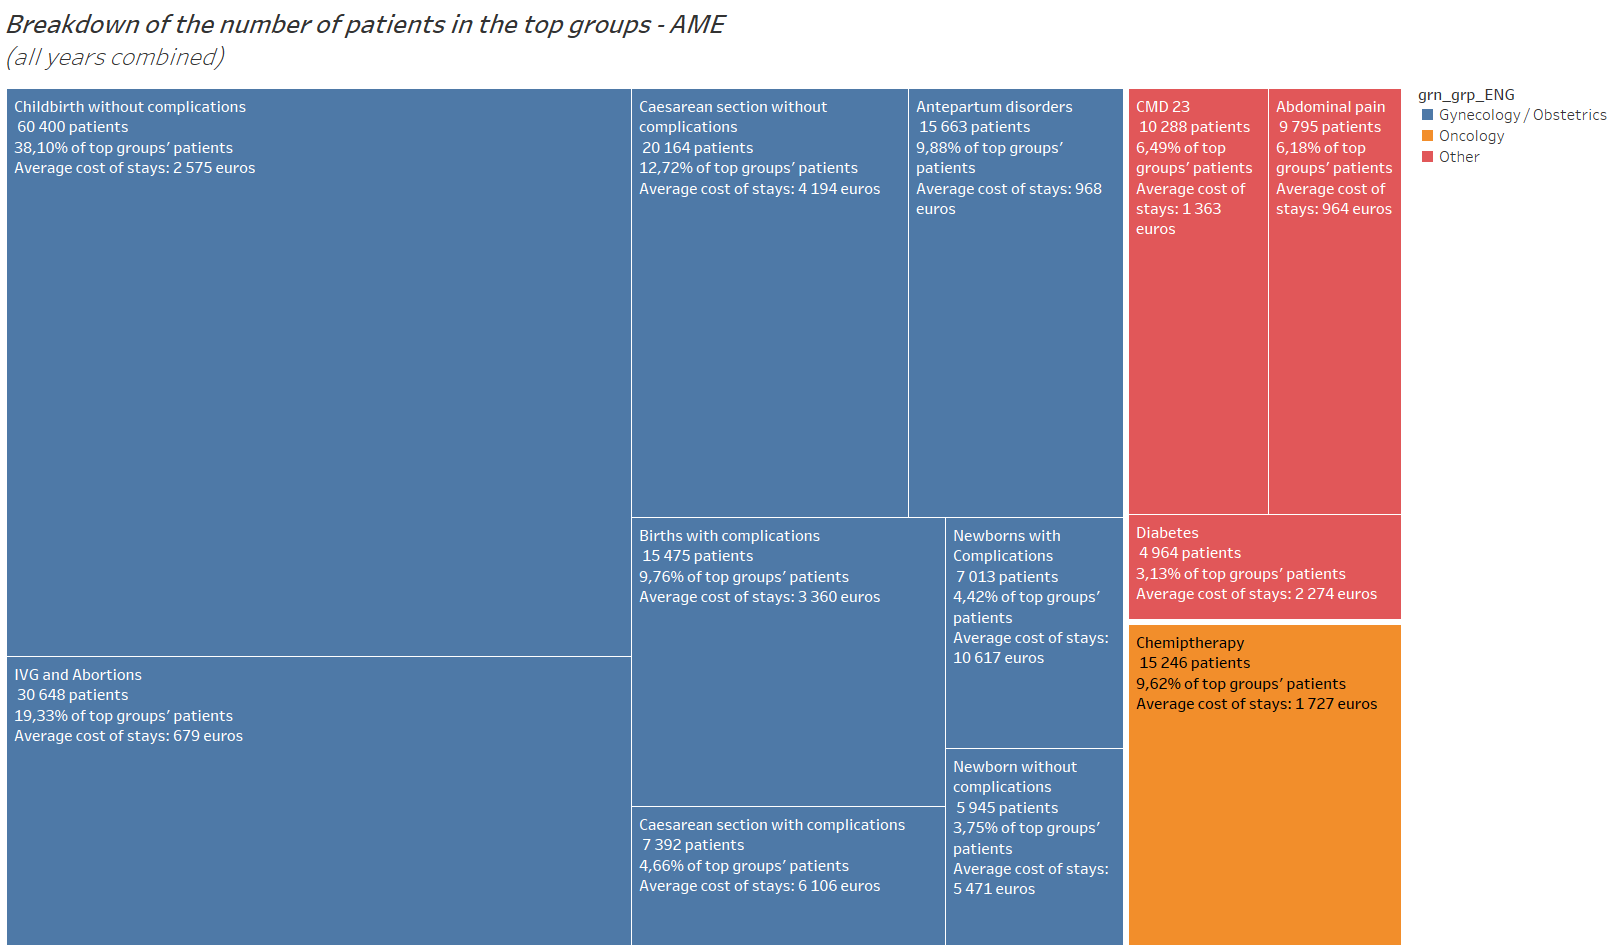 Breakdown of the number of patients in the top groups - AME
(all years combined)
Childbirth without complications
60 400 patients
38,10% of top groups’ patients
Average cost of stays: 2 575 euros
IVG and Abortions
30 648 patients
19,33% of top groups’ patients
Average cost of stays: 679 euros
Caesarean section without
complications
20 164 patients
12,72% of top groups’ patients
Average cost of stays: 4 194 euros
Antepartum disorders
15 663 patients
9,88% of top groups’
patients
Average cost of stays: 968
euros
Births with complications
15 475 patients
9,76% of top groups’ patients
Average cost of stays: 3 360 euros
Caesarean section with complications
7 392 patients
4,66% of top groups’ patients
Average cost of stays: 6 106 euros
Newborns with
Complications
7 013 patients
4,42% of top groups’
patients
Average cost of stays:
10 617 euros
Newborn without
complications
5 945 patients
3,75% of top groups’
patients
Average cost of stays:
5 471 euros
CMD 23
10 288 patients
6,49% of top
groups’ patients
Average cost of
stays: 1 363
euros
Abdominal pain
9 795 patients
6,18% of top
groups’ patients
Average cost of
stays: 964 euros
Diabetes
4 964 patients
3,13% of top groups’ patients
Average cost of stays: 2 274 euros
Chemiptherapy
15 246 patients
9,62% of top groups’ patients
Average cost of stays: 1 727 euros
grn_grp_ENG
Gynecology / Obstetrics
Oncology
Other